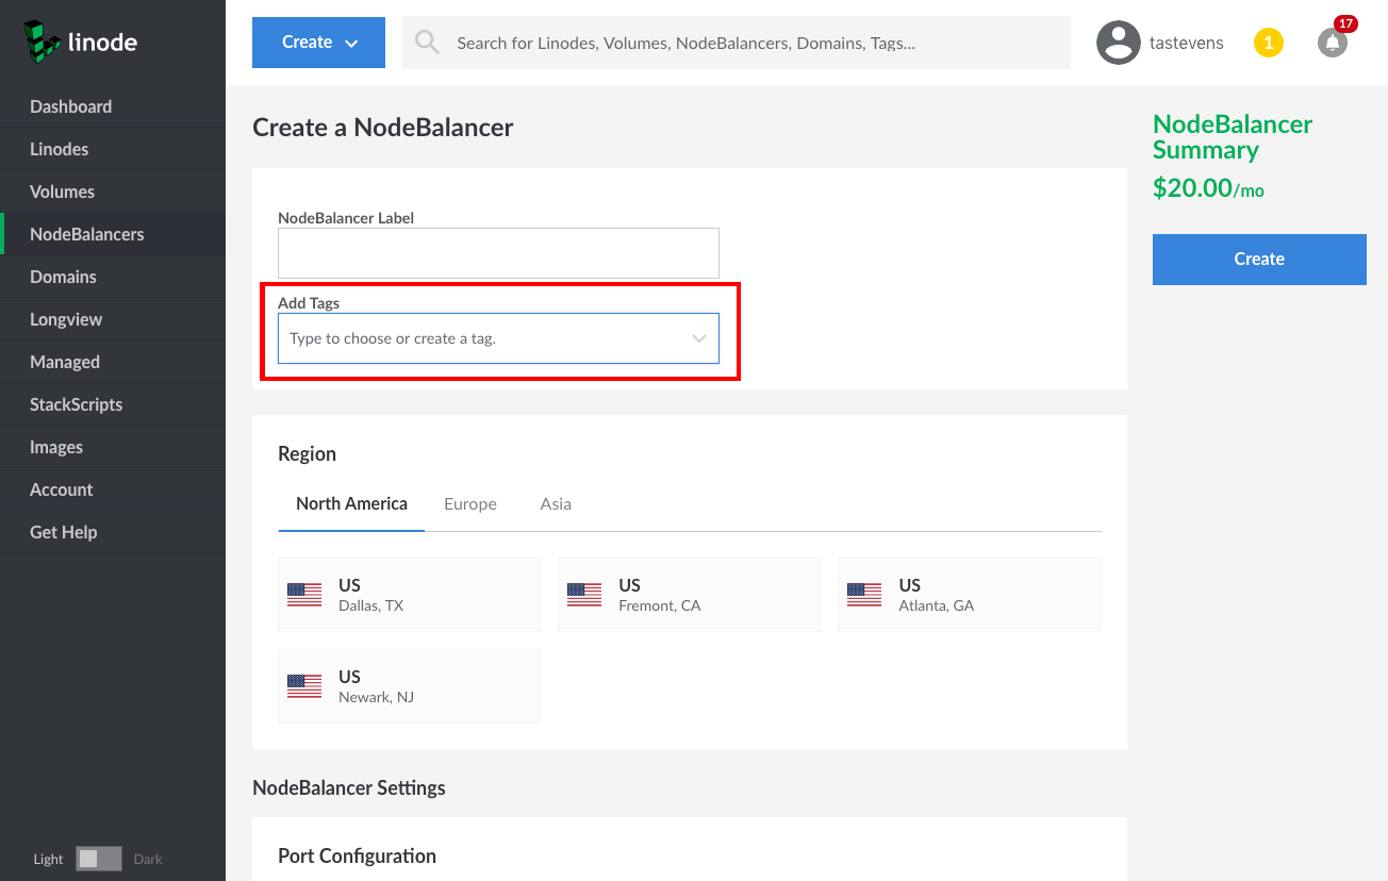 linode
Create
Search for Linodes, Volumes, NodeBalancers, Domains, Tags...
tastevens
1
17
Dashboard
Linodes
Volumes
NodeBalancers
Domains
Longview
Managed
StackScripts
Images
Account
Get Help
Light
Dark
Create a NodeBalancer
NodeBalancer Label
Add Tags
Type to choose or create a tag.
Region
North America
Europe
Asia
US
Dallas, TX
US
Fremont, CA
US
Atlanta, GA
US
Newark, NJ
NodeBalancer Settings
Port Configuration
NodeBalancer
Summary
$20.00/mo
Create